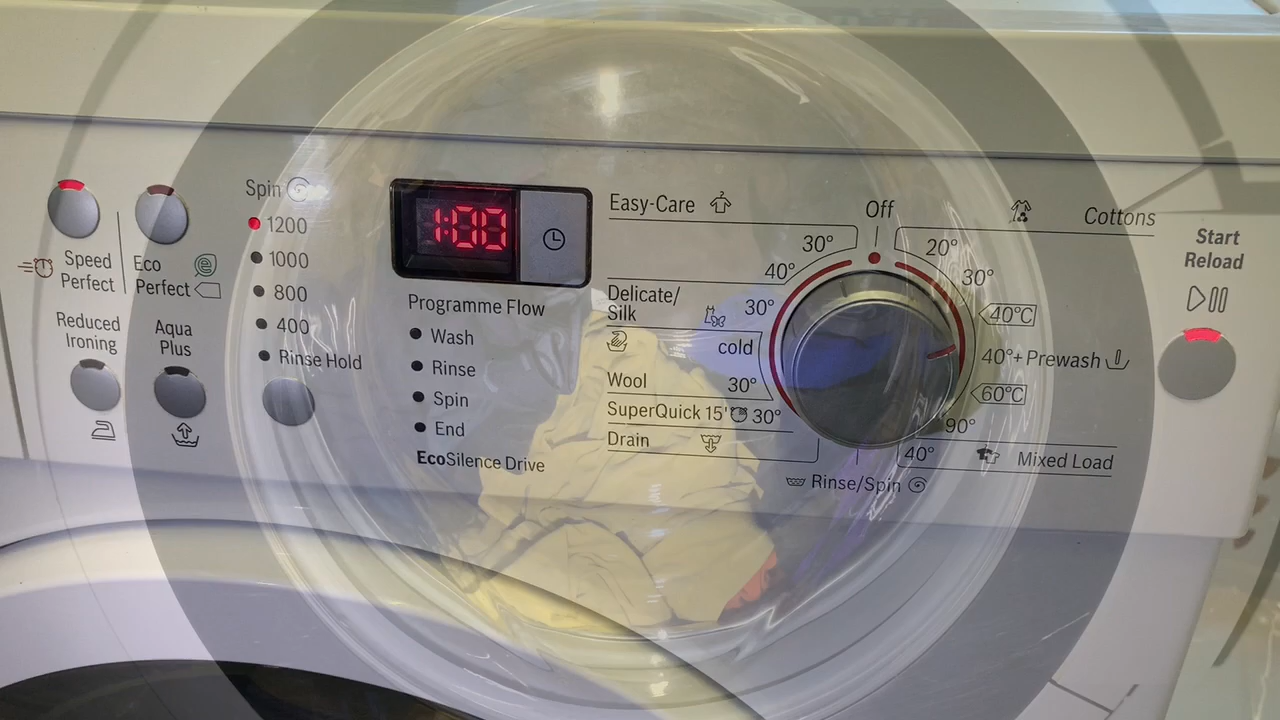 Spin
1200
1000
800
400
Rinse Hold
Speed
Perfect
Eco
Perfect
Reduced
Ironing
Aqua
Plus
1:00
Programme Flow
Wash
Rinse
Spin
End
EcoSilence Drive
Easy-Care
30°
40°
Delicate/
Silk 30°
cold
Wool 30°
SuperQuick 15' 30°
Drain
Off
Cottons
20°
30°
40°C
40°+Prewash
60°C
90°
40° Mixed Load
Rinse/Spin
Start
Reload